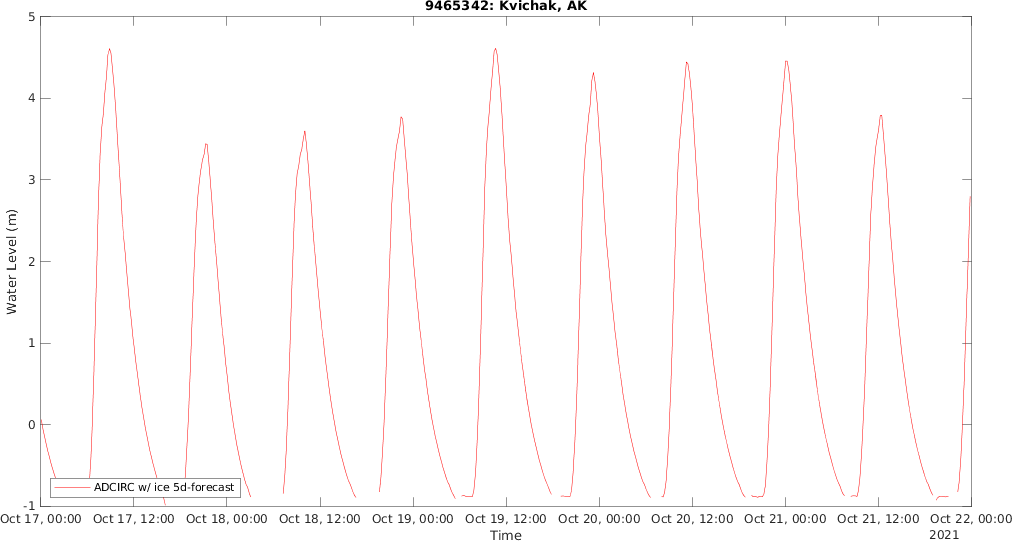 9465342: Kvichak, AK
5
4
3
2
1
0
-1
Water Level (m)
ADCIRC w/ ice 5d-forecast
Oct 17, 00:00 Oct 17, 12:00 Oct 18, 00:00 Oct 18, 12:00 Oct 19, 00:00 Oct 19, 12:00 Oct 20, 00:00 Oct 20, 12:00 Oct 21, 00:00 Oct 21, 12:00 Oct 22, 00:00
Time
2021